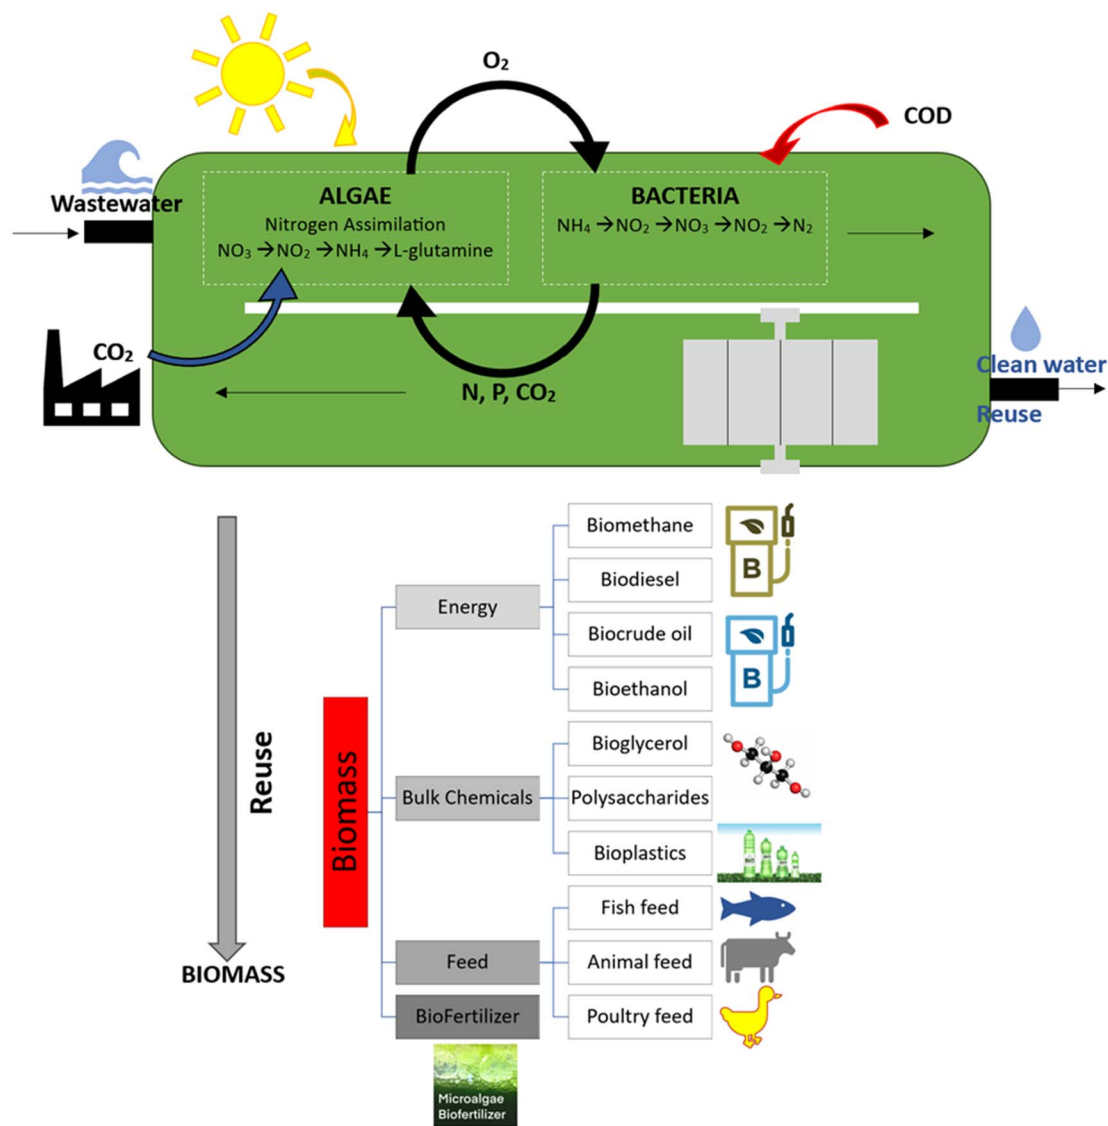 O₂
COD
Wastewater
ALGAE
Nitrogen Assimilation
NO₃ →NO₂ →NH₄ →L-glutamine
BACTERIA
NH₄ →NO₂ →NO₃ →NO₂ →N₂
CO₂
N, P, CO₂
Clean water
Reuse
Reuse
BIOMASS
Biomass
Energy
Biomethane
Biodiesel
Biocrude oil
Bioethanol
B
B
Bulk Chemicals
Bioglycerol
Polysaccharides
Bioplastics
Feed
Fish feed
Animal feed
Poultry feed
BioFertilizer
Microalgae
Biofertilizer